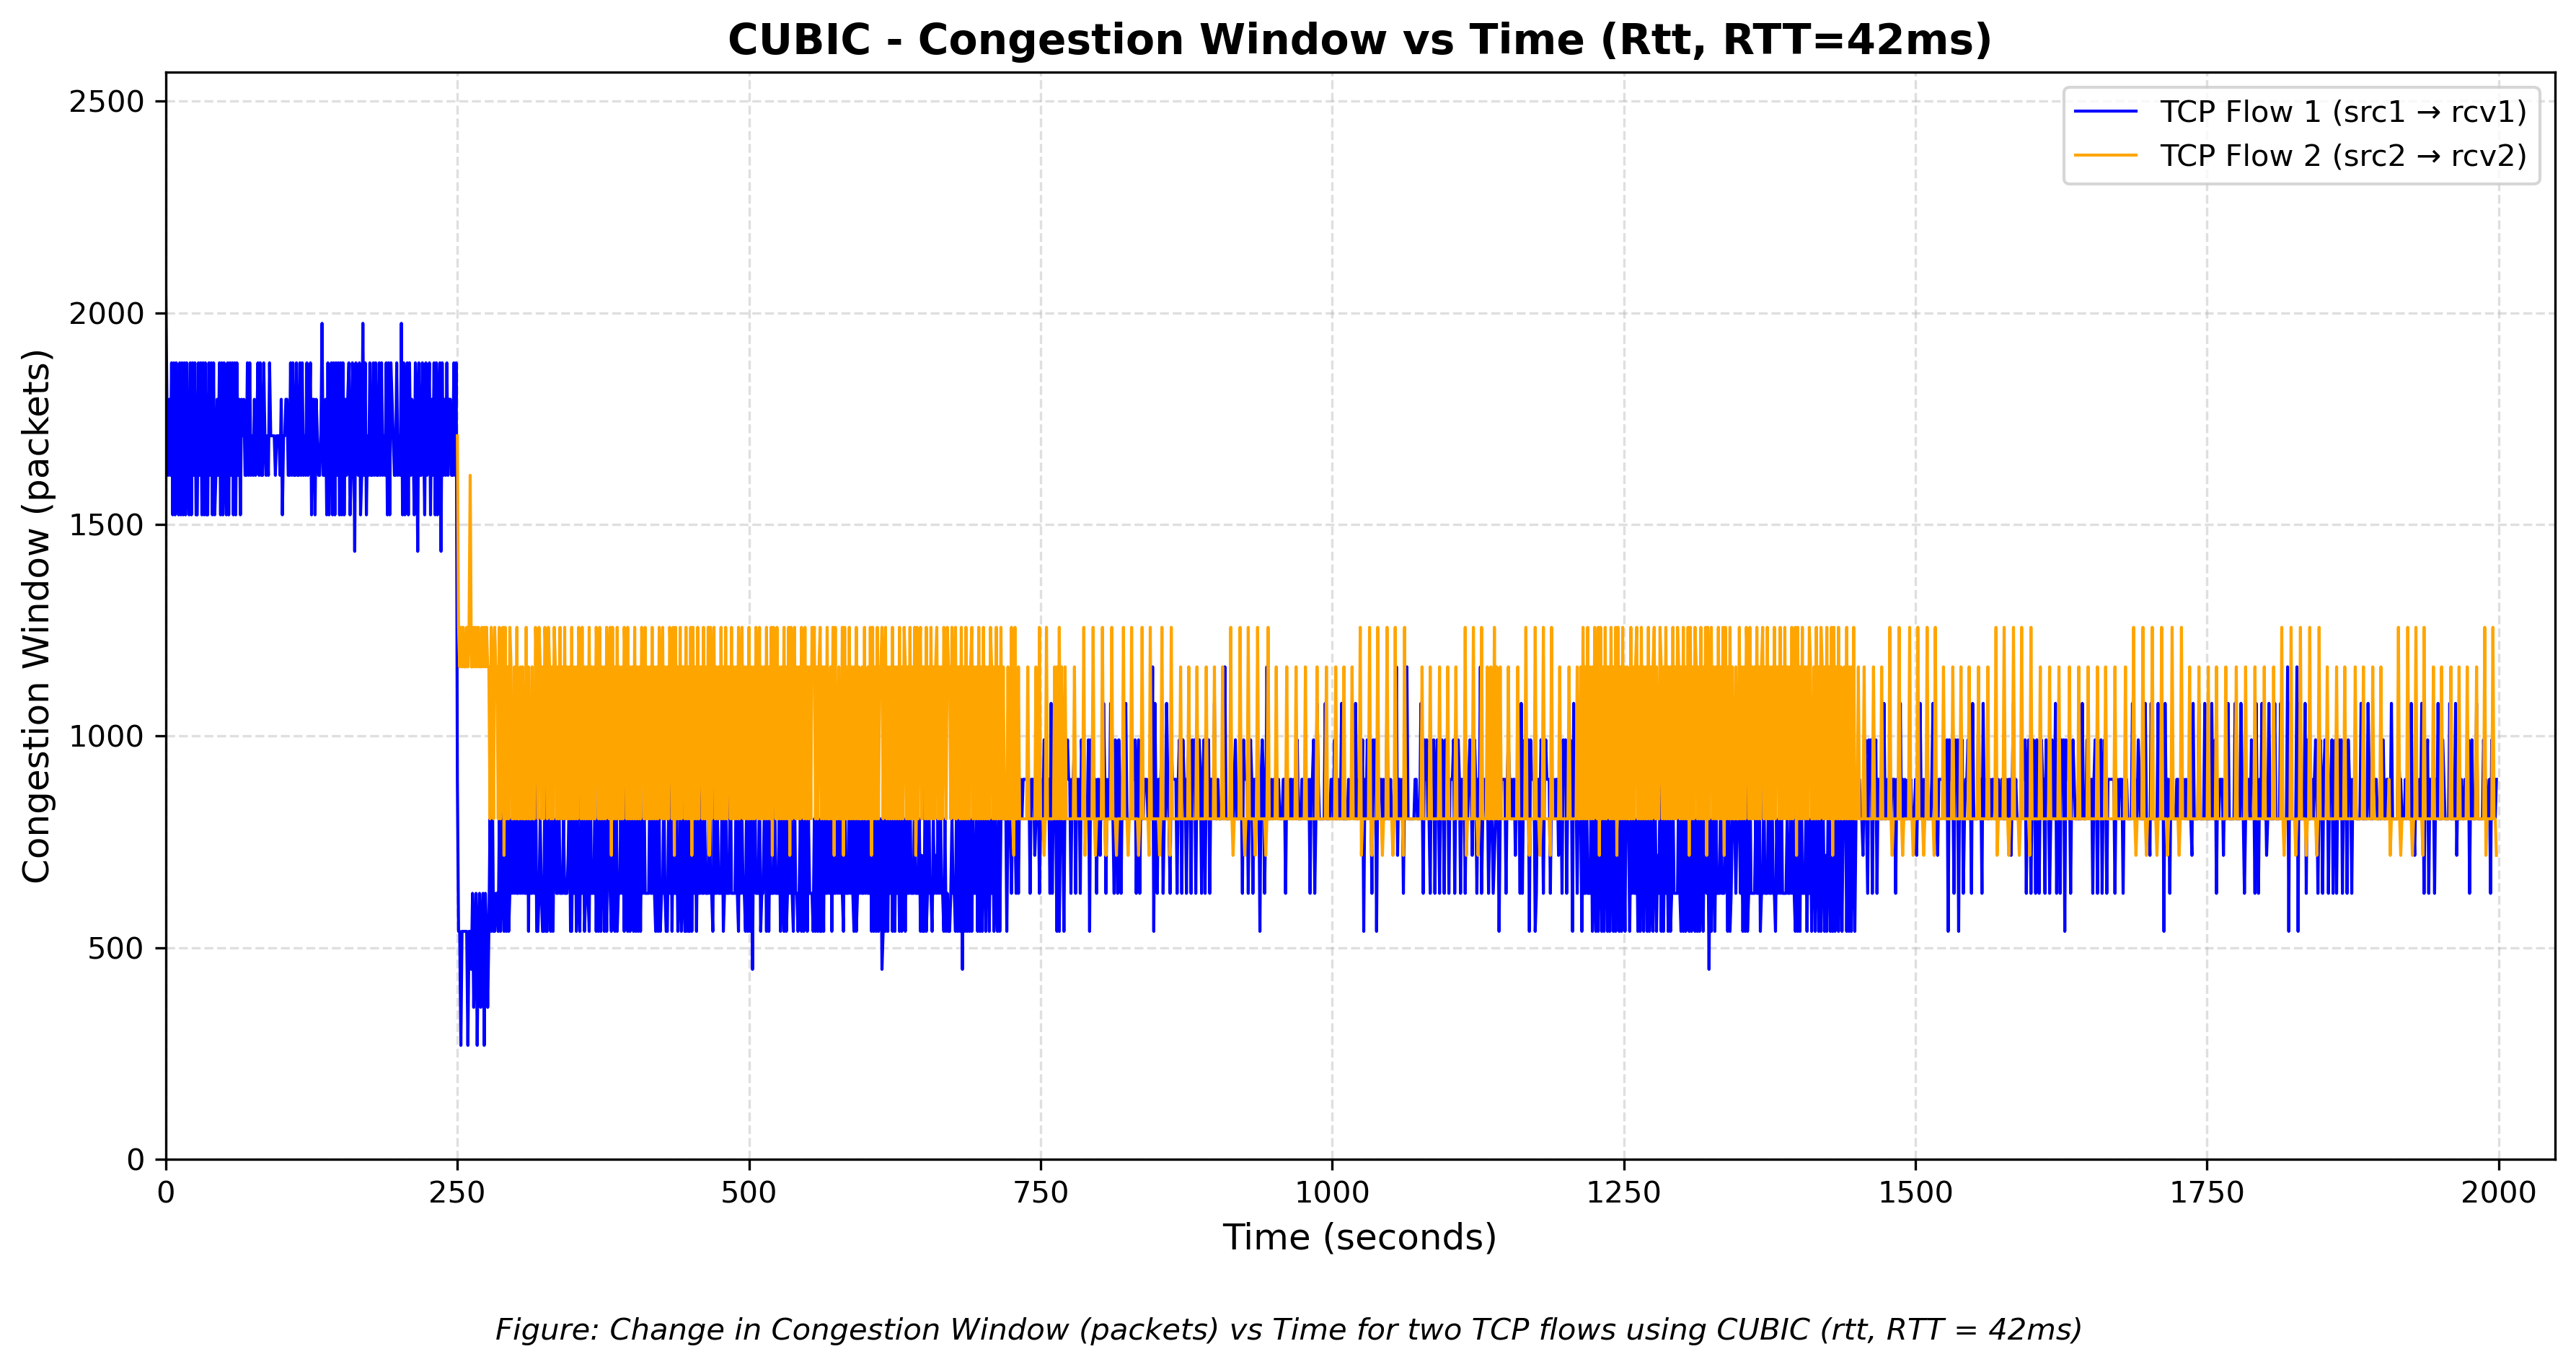 CUBIC - Congestion Window vs Time (Rtt, RTT=42ms)
Congestion Window (packets)
2500
2000
1500
1000
500
0
TCP Flow 1 (src1 → rcv1)
TCP Flow 2 (src2 → rcv2)
0 250 500 750 1000 1250 1500 1750 2000
Time (seconds)
Figure: Change in Congestion Window (packets) vs Time for two TCP flows using CUBIC (rtt, RTT = 42ms)